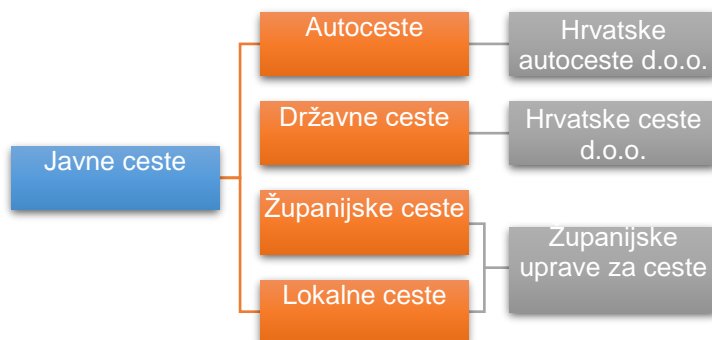 Javne ceste
Autoceste
Hrvatske
autoceste d.o.o.
Državne ceste
Hrvatske ceste
d.o.o.
Županijske ceste
Lokalne ceste
Županijske
uprave za ceste